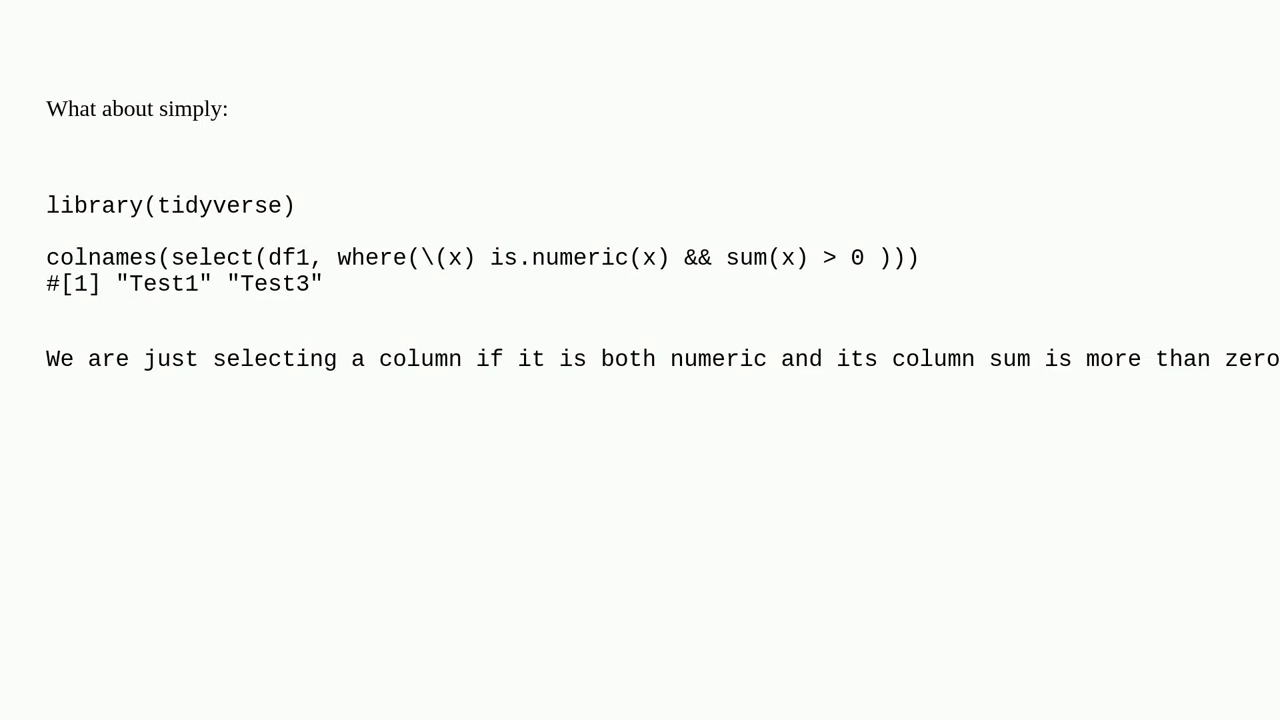 What about simply:
library(tidyverse)
colnames(select(df1, where(\(x) is.numeric(x) && sum(x) > 0 )))
#[1] "Test1" "Test3"
We are just selecting a column if it is both numeric and its column sum is more than zero